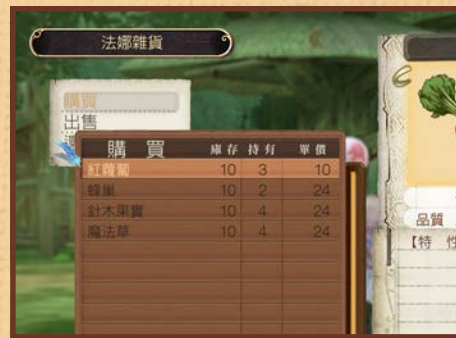 法娜雜貨
購買
出售
購買 庫存 持有 單價
紅蘿蔔 10 3 10
蜂巢 10 2 24
針木果實 10 4 24
魔法草 10 4 24
品質
【特 性